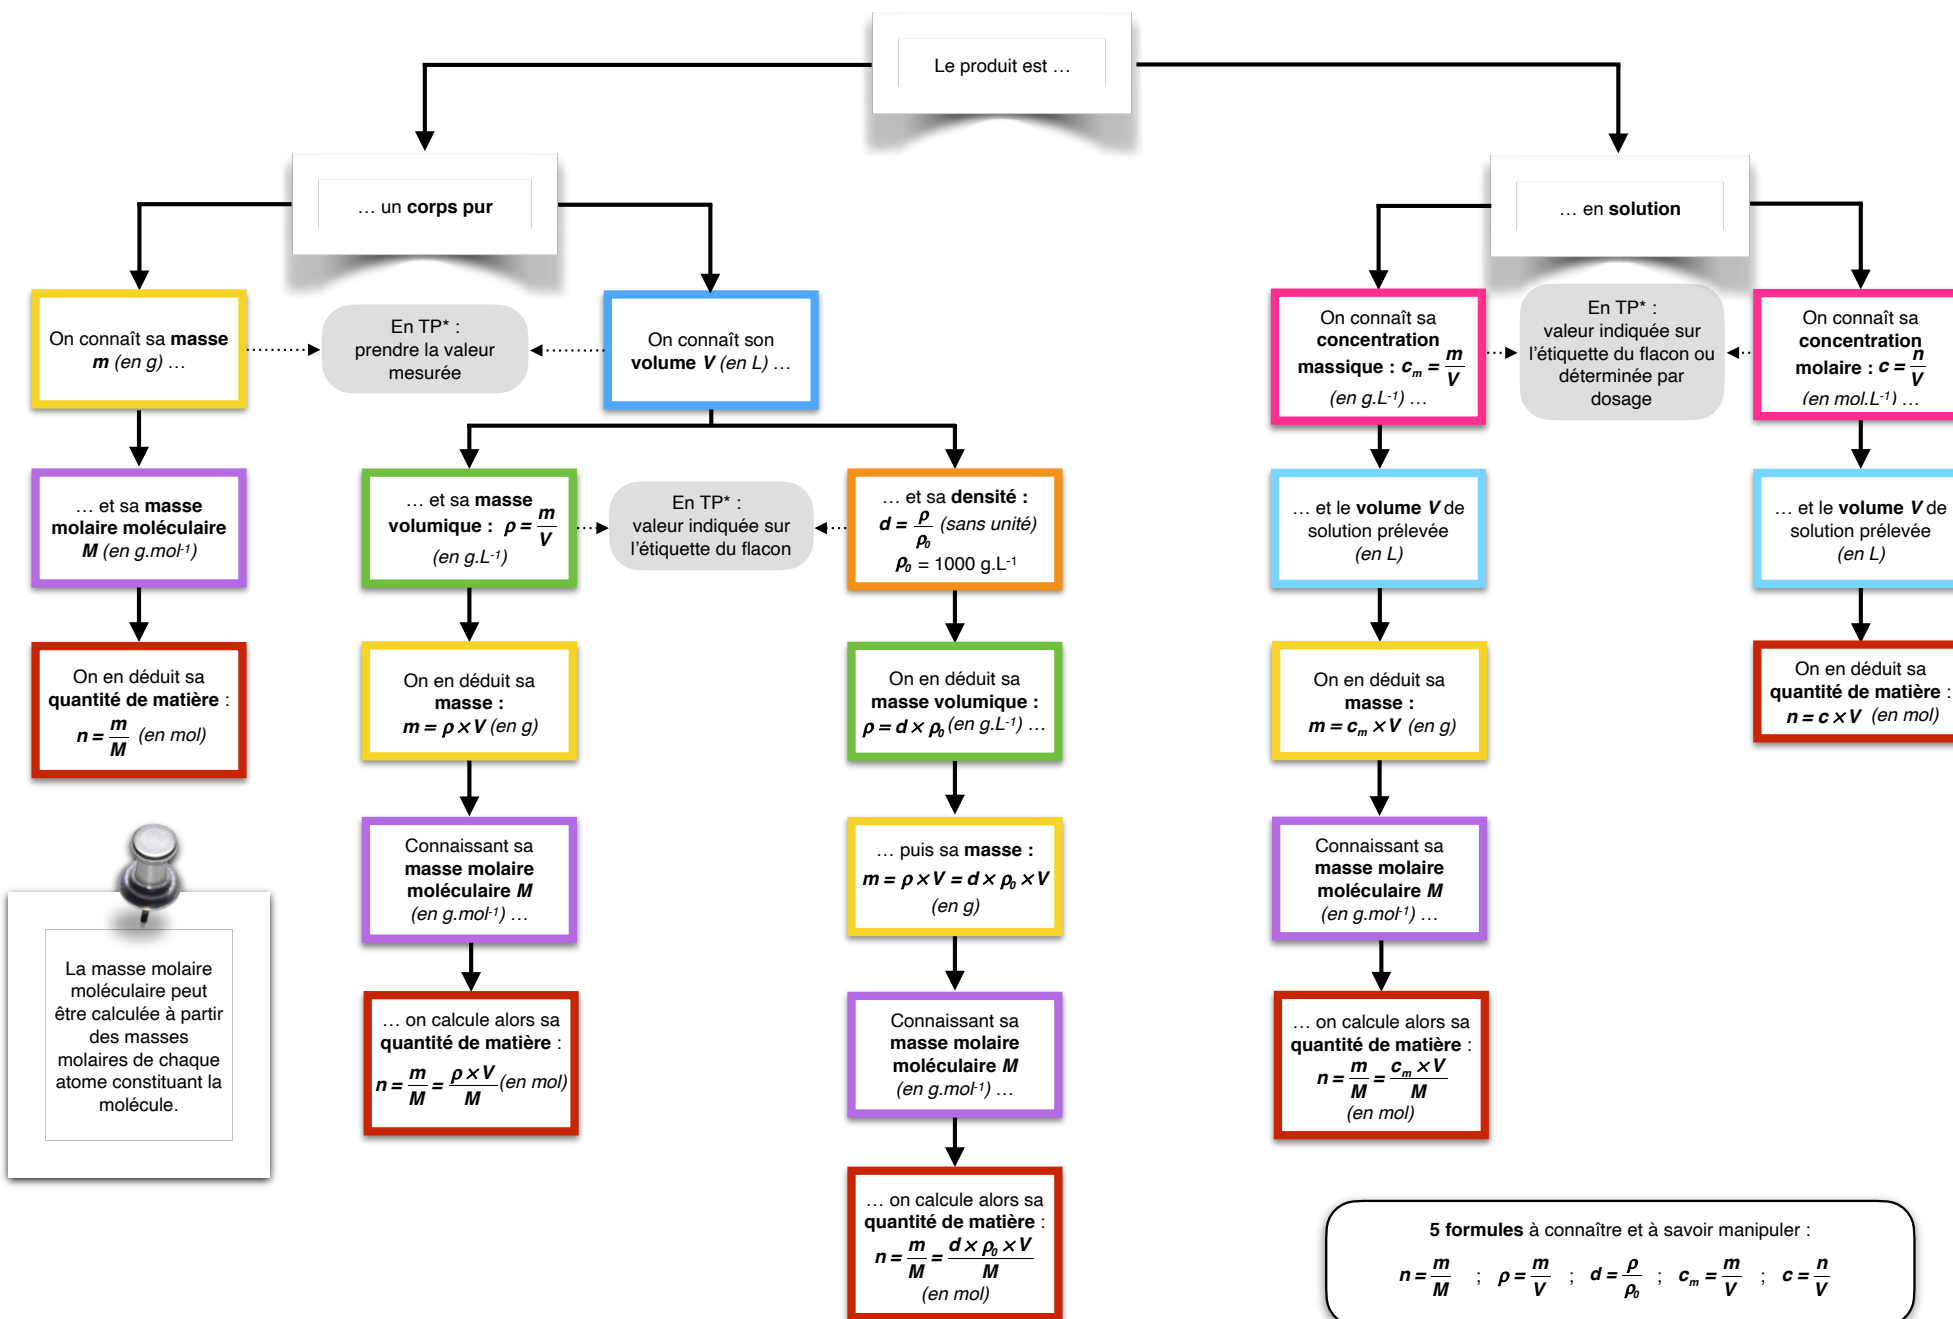 Le produit est …
… un corps pur
… en solution
On connaît sa masse
m (en g) …
En TP* :
prendre la valeur
mesurée
On connaît son
volume V (en L) …
On connaît sa
concentration
massique : cₘ = m/V
(en g.L⁻¹) …
En TP* :
valeur indiquée sur
l’étiquette du flacon ou
déterminée par
dosage
On connaît sa
concentration
molaire : c = n/V
(en mol.L⁻¹) …
… et sa masse
molaire moléculaire
M (en g.mol⁻¹)
… et sa masse
volumique : ρ = m/V
(en g.L⁻¹)
En TP* :
valeur indiquée sur
l’étiquette du flacon
… et sa densité :
d = ρ/ρ₀ (sans unité)
ρ₀ = 1000 g.L⁻¹
… et le volume V de
solution prélevée
(en L)
… et le volume V de
solution prélevée
(en L)
On en déduit sa
quantité de matière :
n = m/M (en mol)
On en déduit sa
masse :
m = ρ × V (en g)
On en déduit sa
masse volumique :
ρ = d × ρ₀ (en g.L⁻¹) …
On en déduit sa
masse :
m = cₘ × V (en g)
On en déduit sa
quantité de matière :
n = c × V (en mol)
Connaissant sa
masse molaire
moléculaire M
(en g.mol⁻¹) …
… puis sa masse :
m = ρ × V = d × ρ₀ × V
(en g)
Connaissant sa
masse molaire
moléculaire M
(en g.mol⁻¹) …
La masse molaire
moléculaire peut
être calculée à partir
des masses
molaires de chaque
atome constituant la
molécule.
… on calcule alors sa
quantité de matière :
n = m/M = ρ × V/M (en mol)
Connaissant sa
masse molaire
moléculaire M
(en g.mol⁻¹) …
… on calcule alors sa
quantité de matière :
n = m/M = cₘ × V/M
(en mol)
… on calcule alors sa
quantité de matière :
n = m/M = d × ρ₀ × V/M
(en mol)
5 formules à connaître et à savoir manipuler :
n = m/M ; ρ = m/V ; d = ρ/ρ₀ ; cₘ = m/V ; c = n/V